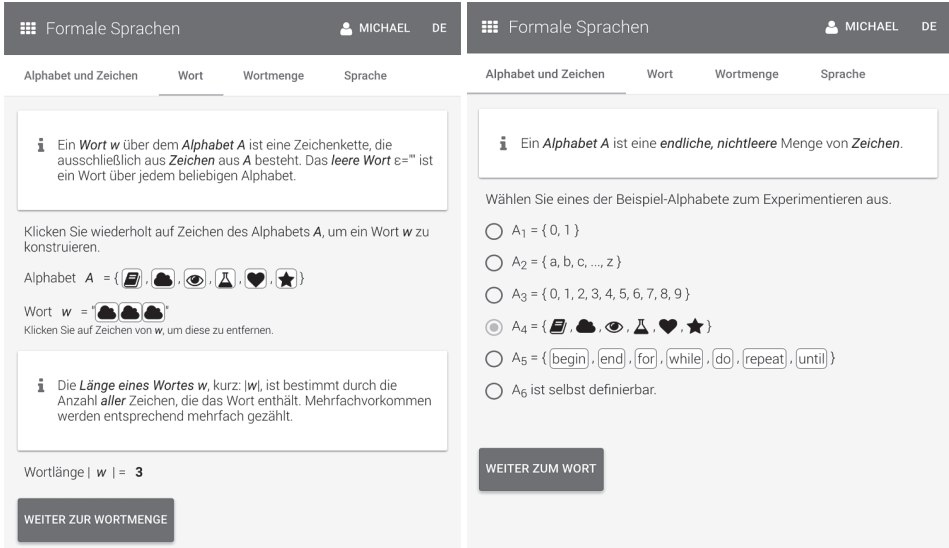 Formale Sprachen
MICHAEL
DE
Alphabet und Zeichen
Wort
Wortmenge
Sprache
Ein Wort w über dem Alphabet A ist eine Zeichenkette, die
ausschließlich aus Zeichen aus A besteht. Das leere Wort ε="" ist
ein Wort über jedem beliebigen Alphabet.
Klicken Sie wiederholt auf Zeichen des Alphabets A, um ein Wort w zu
konstruieren.
Alphabet A = { , , , , , }
Wort w = " "
Klicken Sie auf Zeichen von w, um diese zu entfernen.
Die Länge eines Wortes w, kurz: |w|, ist bestimmt durch die
Anzahl aller Zeichen, die das Wort enthält. Mehrfachvorkommen
werden entsprechend mehrfach gezählt.
Wortlänge | w | = 3
WEITER ZUR WORTMENGE
Formale Sprachen
MICHAEL
DE
Alphabet und Zeichen
Wort
Wortmenge
Sprache
Ein Alphabet A ist eine endliche, nichtleere Menge von Zeichen.
Wählen Sie eines der Beispiel-Alphabete zum Experimentieren aus.
A1 = { 0, 1 }
A2 = { a, b, c, ..., z }
A3 = { 0, 1, 2, 3, 4, 5, 6, 7, 8, 9 }
A4 = { , , , , , }
A5 = { begin , end , for , while , do , repeat , until }
A6 ist selbst definierbar.
WEITER ZUM WORT